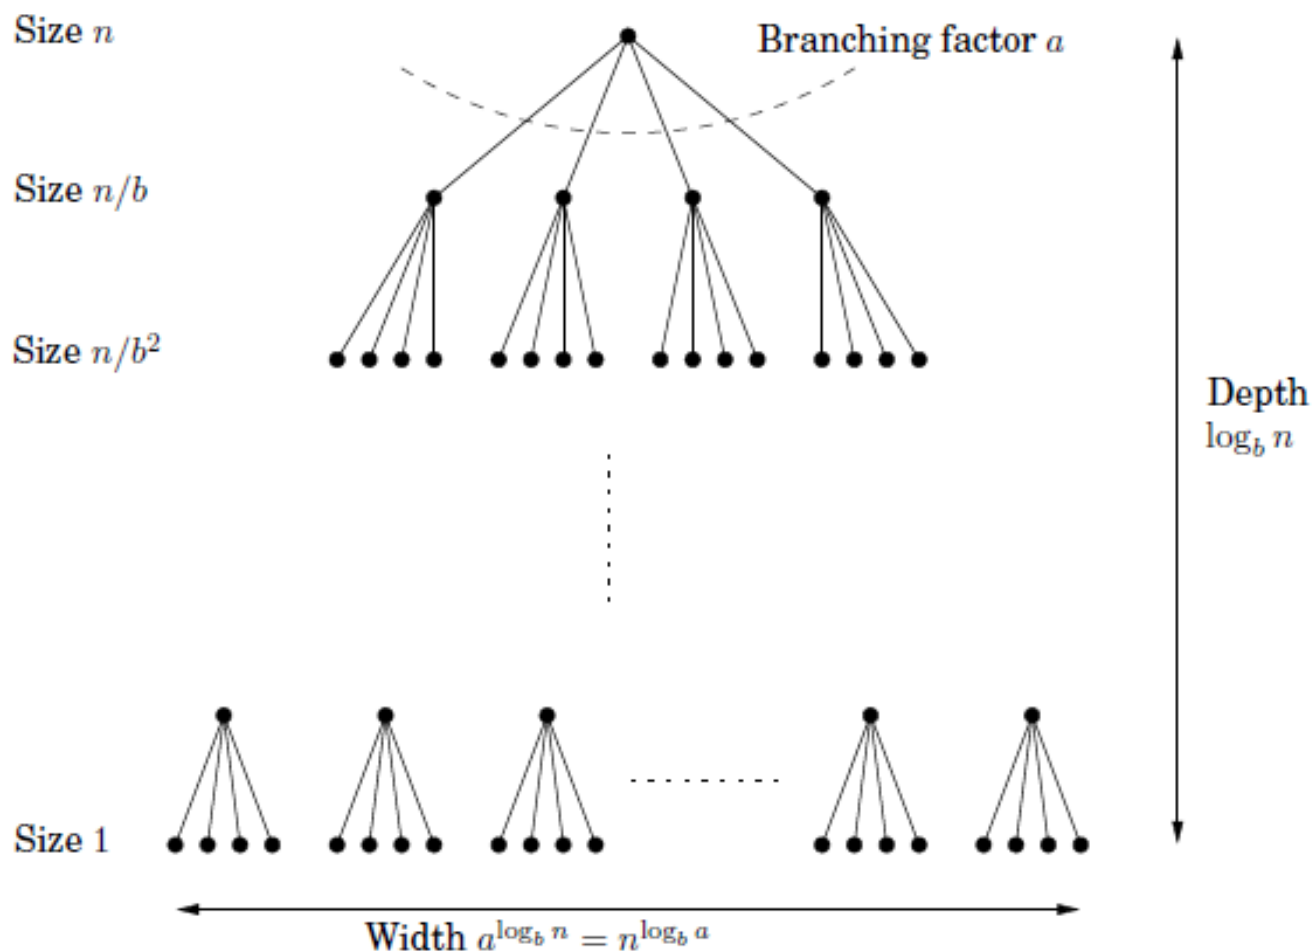 Size n
Branching factor a
Size n/b
Size n/b²
Depth
log_b n
Size 1
Width a^{log_b n} = n^{log_b a}